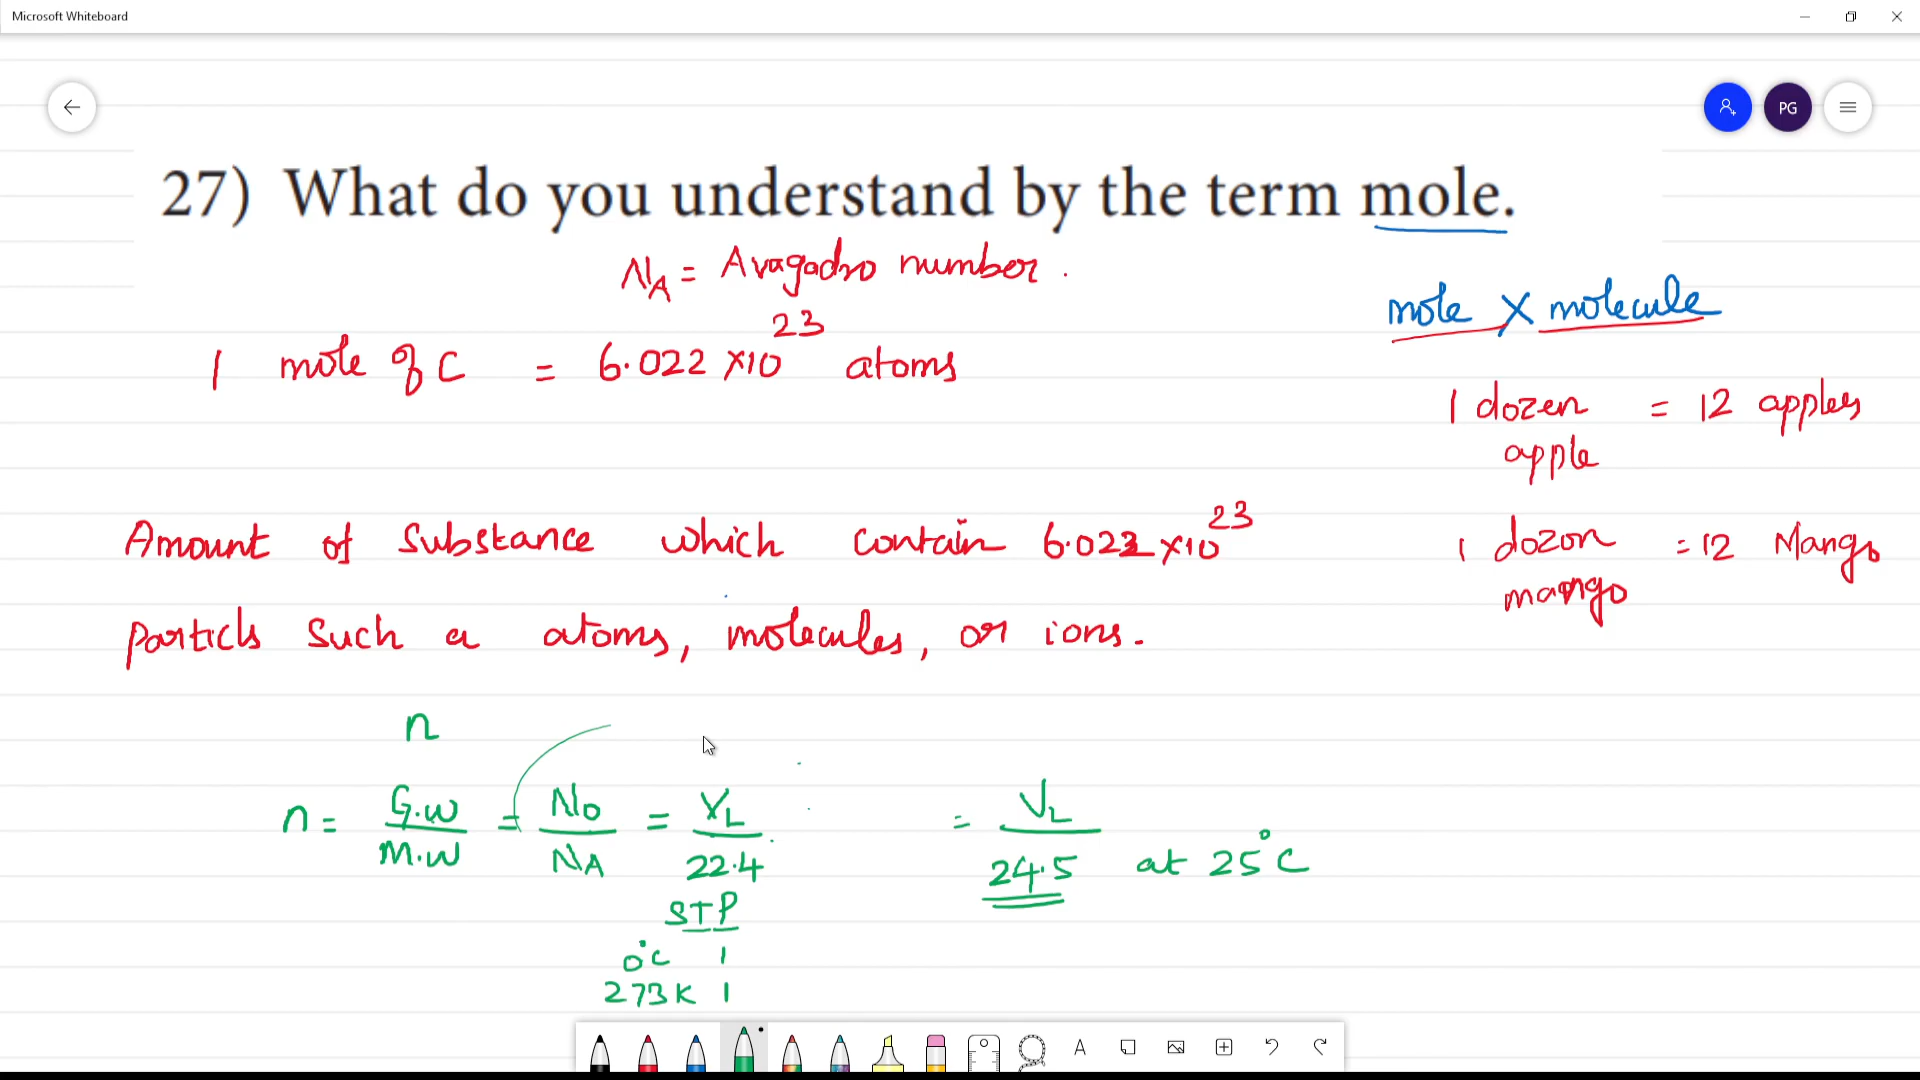 Microsoft Whiteboard
PG
27) What do you understand by the term mole.
NA = Avagadro number .
mole X molecule
1 mole of C = 6.022 ×10^23 atoms
1 dozen apple = 12 apples
Amount of Substance which contain 6.022 ×10^23
1 dozon mango = 12 Mango
particls such a atoms, molecules, or ions.
n
n = G.w/M.W = No/NA = VL/22.4 = VL/24.5 at 25°C
STP
0°C 1
273K 1
A